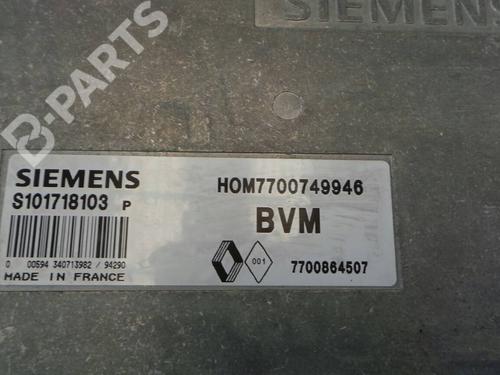 SIEMENS
B-PARTS
SIEMENS
S101718103 P
0 00594 340713982 / 94290
MADE IN FRANCE
HOM7700749946
BVM
001
7700864507